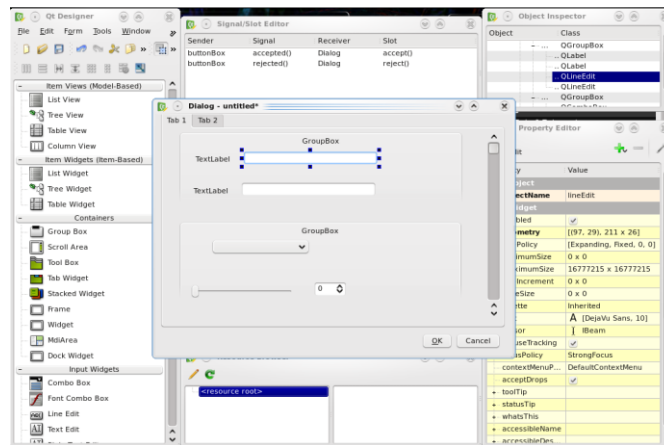 Qt Designer
File Edit Form Tools Window
Item Views (Model-Based)
List View
Tree View
Table View
Column View
Item Widgets (Item-Based)
List Widget
Tree Widget
Table Widget
Containers
Group Box
Scroll Area
Tool Box
Tab Widget
Stacked Widget
Frame
Widget
MdiArea
Dock Widget
Input Widgets
Combo Box
Font Combo Box
Line Edit
Text Edit
Signal/Slot Editor
Sender Signal Receiver Slot
buttonBox accepted() Dialog accept()
buttonBox rejected() Dialog reject()
Dialog - untitled*
Tab 1 Tab 2
GroupBox
TextLabel
TextLabel
GroupBox
0
OK Cancel
<resource root>
Object Inspector
Object Class
QGroupBox
QLabel
QLabel
QLineEdit
QLineEdit
QGroupBox
Property Editor
Value
lineEdit
[(97, 29), 211 x 26]
[Expanding, Fixed, 0, 0]
0 x 0
16777215 x 16777215
0 x 0
0 x 0
Inherited
A [DejaVu Sans, 10]
IBeam
StrongFocus
contextMenuP... DefaultContextMenu
acceptDrops
toolTip
statusTip
whatsThis
accessibleName